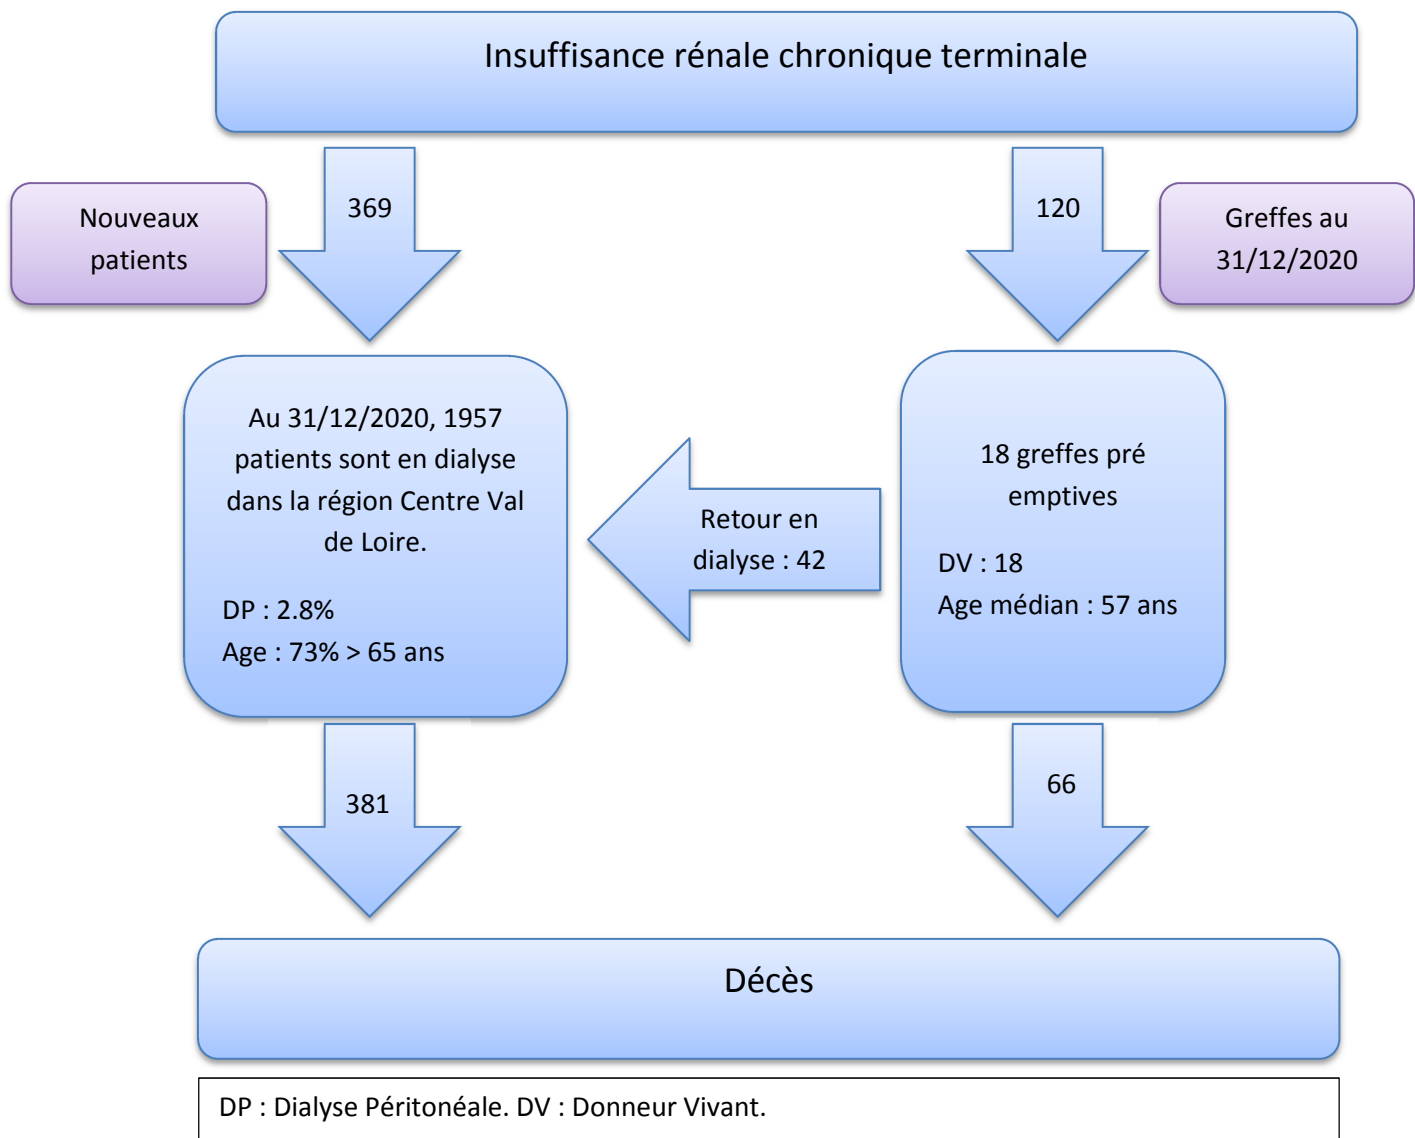 Insuffisance rénale chronique terminale
Nouveaux
patients
369
120
Greffes au
31/12/2020
Au 31/12/2020, 1957
patients sont en dialyse
dans la région Centre Val
de Loire.
DP : 2.8%
Age : 73% > 65 ans
Retour en
dialyse : 42
18 greffes pré
emptives
DV : 18
Age médian : 57 ans
381
66
Décès
DP : Dialyse Péritonéale. DV : Donneur Vivant.